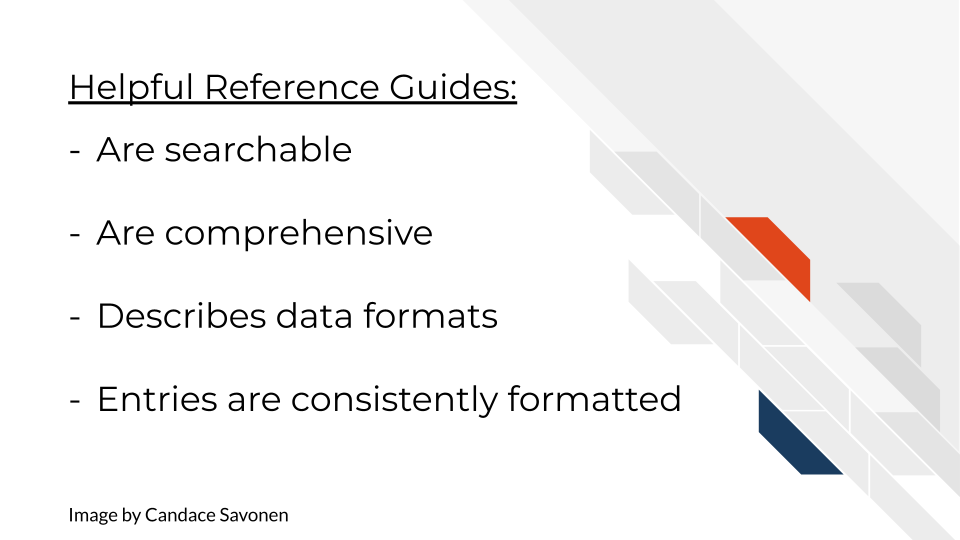 Helpful Reference Guides:
- Are searchable
- Are comprehensive
- Describes data formats
- Entries are consistently formatted
Image by Candace Savonen